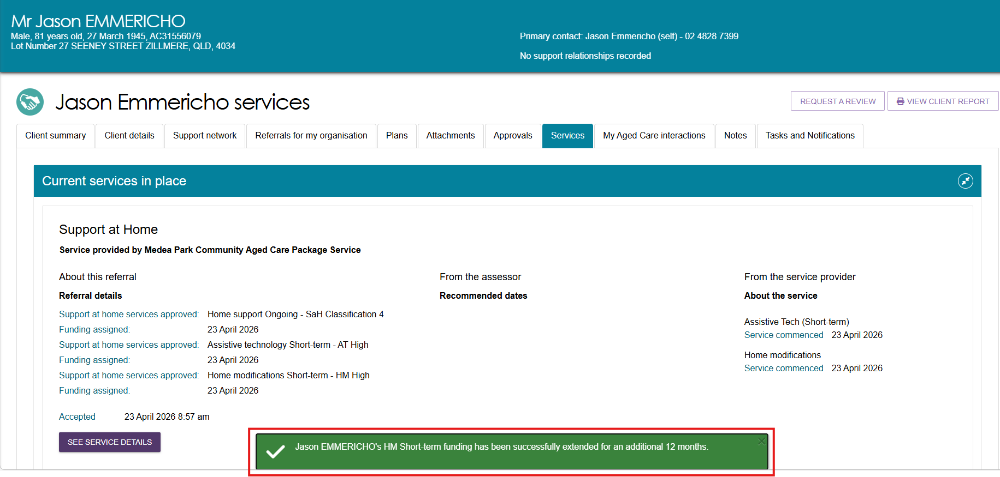 Mr Jason EMMERICHO
Male, 81 years old, 27 March 1945, AC31556079
Lot Number 27 SEENEY STREET ZILLMERE, QLD, 4034
Primary contact: Jason Emmericho (self) - 02 4828 7399
No support relationships recorded
Jason Emmericho services
REQUEST A REVIEW
VIEW CLIENT REPORT
Client summary
Client details
Support network
Referrals for my organisation
Plans
Attachments
Approvals
Services
My Aged Care interactions
Notes
Tasks and Notifications
Current services in place
Support at Home
Service provided by Medea Park Community Aged Care Package Service
About this referral
Referral details
Support at home services approved: Home support Ongoing - SaH Classification 4
Funding assigned: 23 April 2026
Support at home services approved: Assistive technology Short-term - AT High
Funding assigned: 23 April 2026
Support at home services approved: Home modifications Short-term - HM High
Funding assigned: 23 April 2026
Accepted 23 April 2026 8:57 am
SEE SERVICE DETAILS
From the assessor
Recommended dates
From the service provider
About the service
Assistive Tech (Short-term)
Service commenced 23 April 2026
Home modifications
Service commenced 23 April 2026
Jason EMMERICHO's HM Short-term funding has been successfully extended for an additional 12 months.